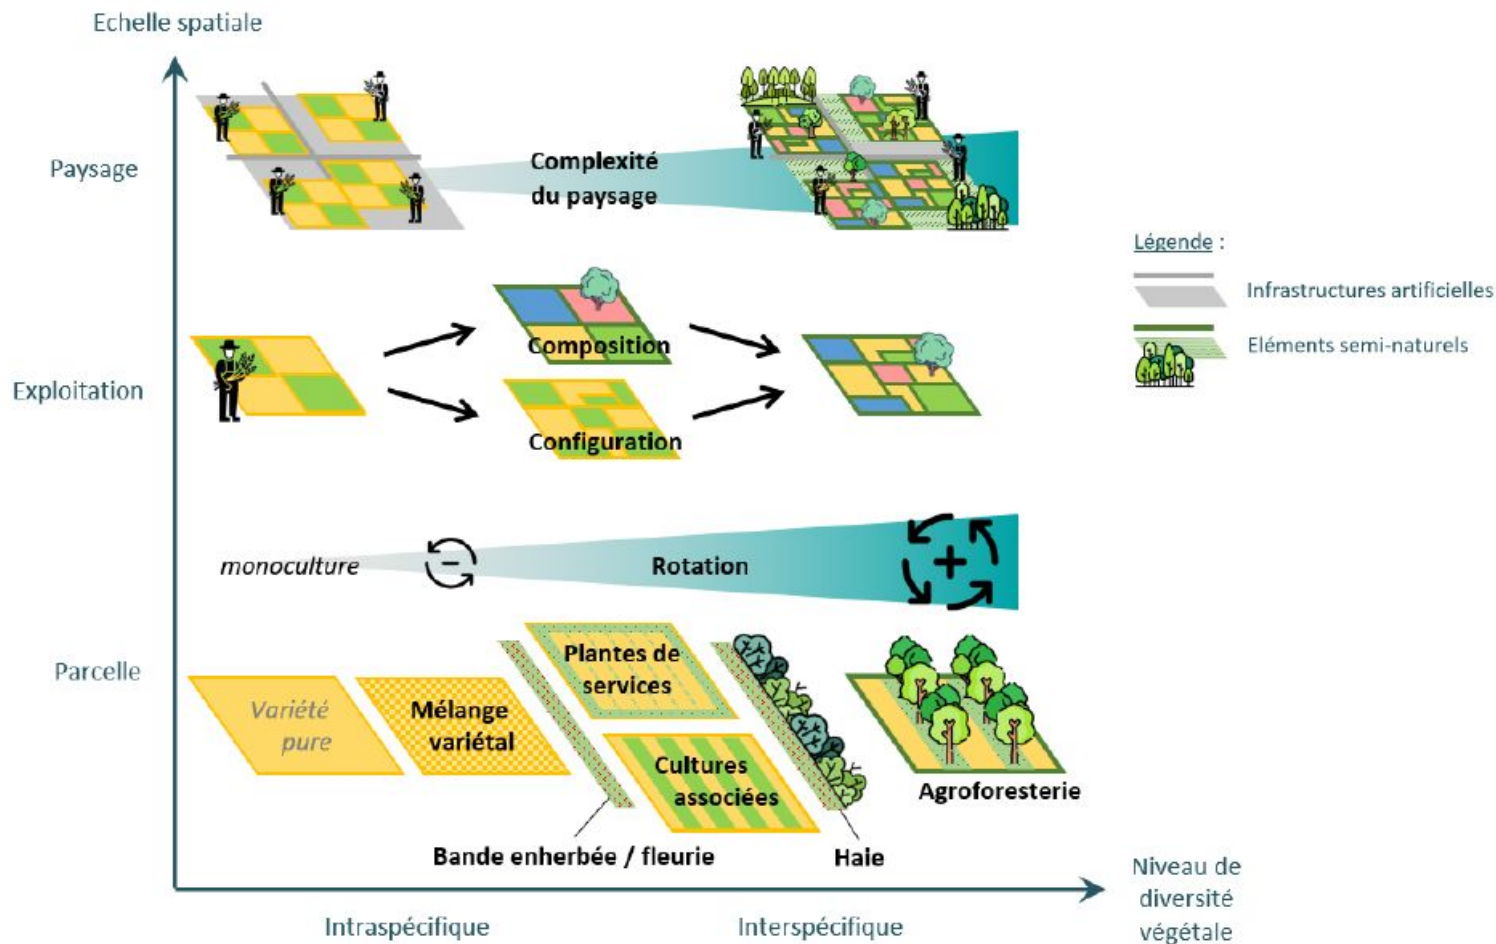 Echelle spatiale
Paysage
Complexité
du paysage
Légende :
Infrastructures artificielles
Eléments semi-naturels
Exploitation
Composition
Configuration
monoculture
-
Rotation
+
Parcelle
Variété
pure
Mélange
variétal
Plantes de
services
Cultures
associées
Agroforesterie
Bande enherbée / fleurie
Haie
Intraspécifique
Interspécifique
Niveau de
diversité
végétale